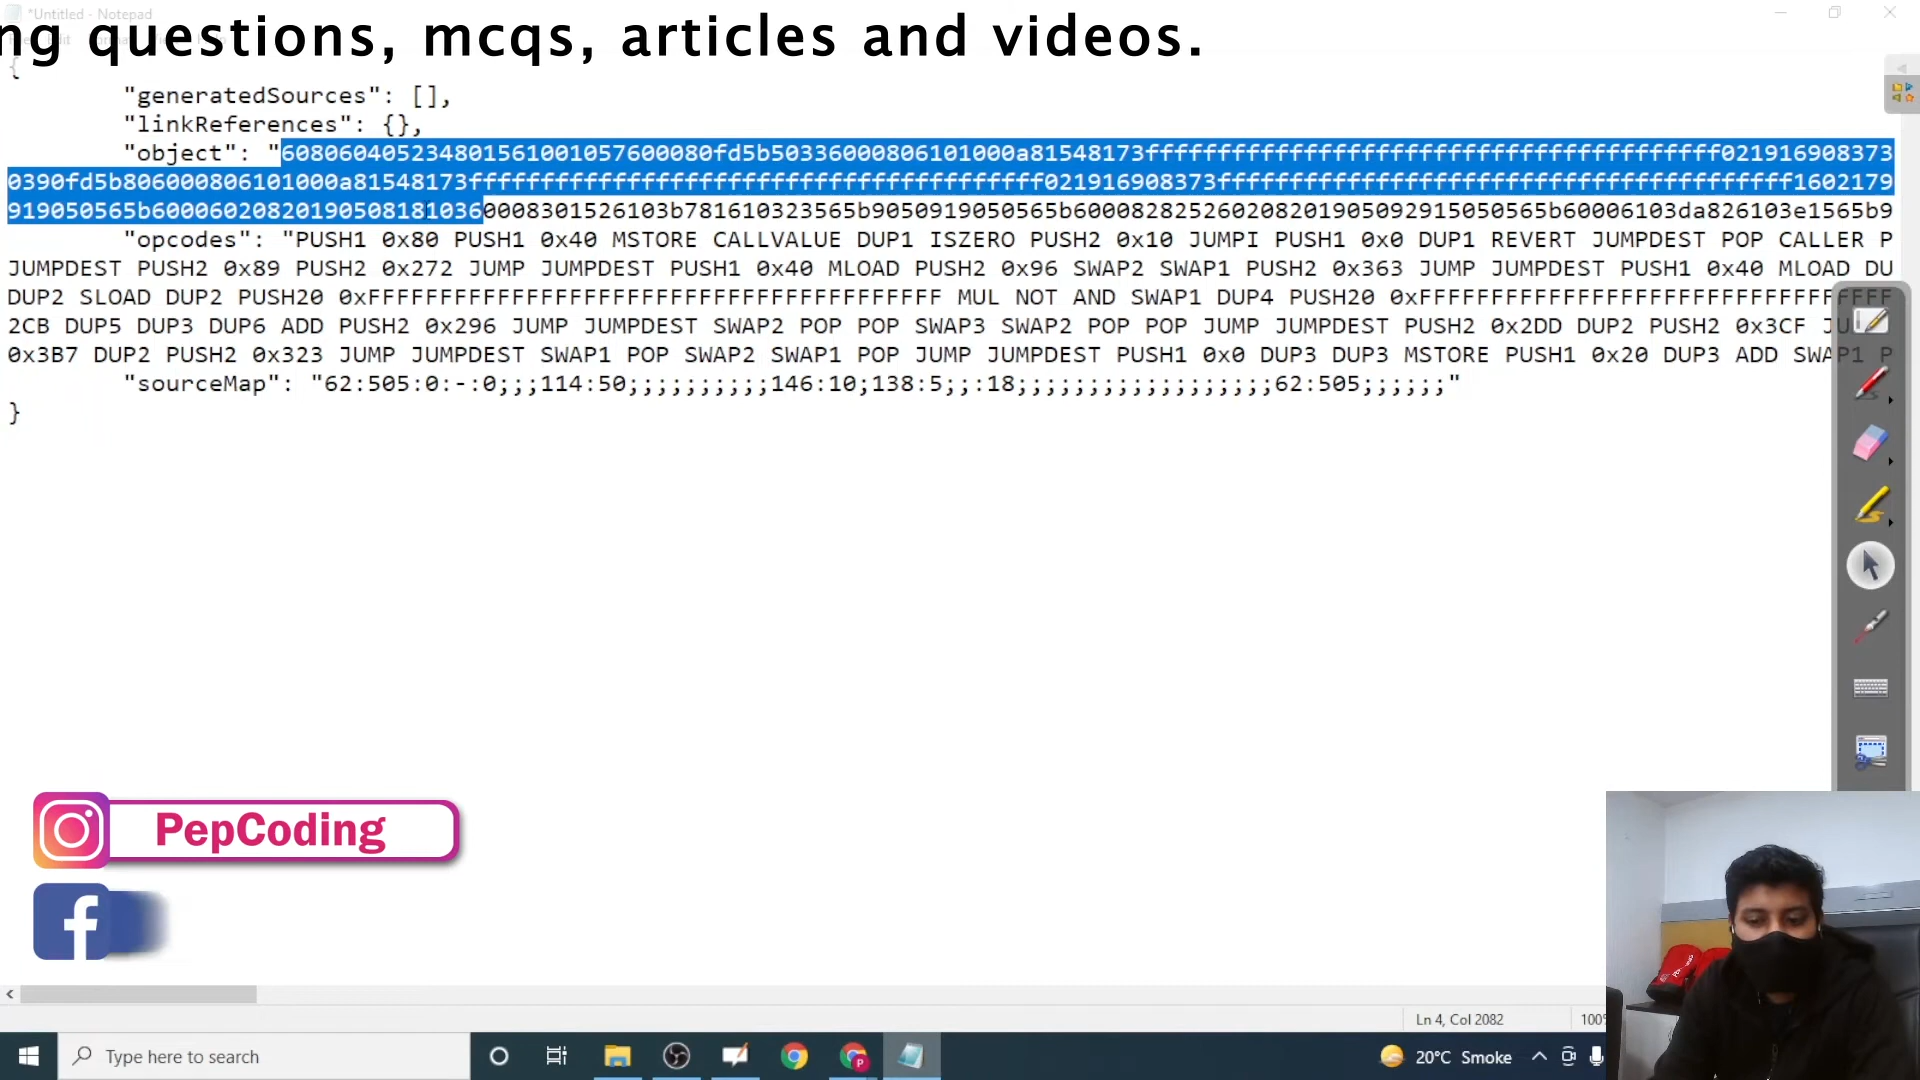 *Untitled - Notepad
ng questions, mcqs, articles and videos.
{
"generatedSources": [],
"linkReferences": {},
"object": "608060405234801561001057600080fd5b50336000806101000a81548173ffffffffffffffffffffffffffffffffffffffff021916908373
0390fd5b806000806101000a81548173ffffffffffffffffffffffffffffffffffffffff021916908373ffffffffffffffffffffffffffffffffffffffff1602179
919050565b6000602082019050818103600083015261 03b781610323565b9050919050565b600082825260208201905092915050565b60006103da826103e1565b9
"opcodes": "PUSH1 0x80 PUSH1 0x40 MSTORE CALLVALUE DUP1 ISZERO PUSH2 0x10 JUMPI PUSH1 0x0 DUP1 REVERT JUMPDEST POP CALLER P
JUMPDEST PUSH2 0x89 PUSH2 0x272 JUMP JUMPDEST PUSH1 0x40 MLOAD PUSH2 0x96 SWAP2 SWAP1 PUSH2 0x363 JUMP JUMPDEST PUSH1 0x40 MLOAD DU
DUP2 SLOAD DUP2 PUSH20 0xFFFFFFFFFFFFFFFFFFFFFFFFFFFFFFFFFFFFFFFF MUL NOT AND SWAP1 DUP4 PUSH20 0xFFFFFFFFFFFFFFFFFFFFFFFFFFFFFFFFF
2CB DUP5 DUP3 DUP6 ADD PUSH2 0x296 JUMP JUMPDEST SWAP2 POP POP SWAP3 SWAP2 POP POP JUMP JUMPDEST PUSH2 0x2DD DUP2 PUSH2 0x3CF
0x3B7 DUP2 PUSH2 0x323 JUMP JUMPDEST SWAP1 POP SWAP2 SWAP1 POP JUMP JUMPDEST PUSH1 0x0 DUP3 DUP3 MSTORE PUSH1 0x20 DUP3 ADD SWAP1 P
"sourceMap": "62:505:0:-:0;;;114:50;;;;;;;;;;146:10;138:5;;:18;;;;;;;;;;;;;;;;;;62:505;;;;;;"
}
PepCoding
Ln 4, Col 2082
100%
Type here to search
20°C Smoke